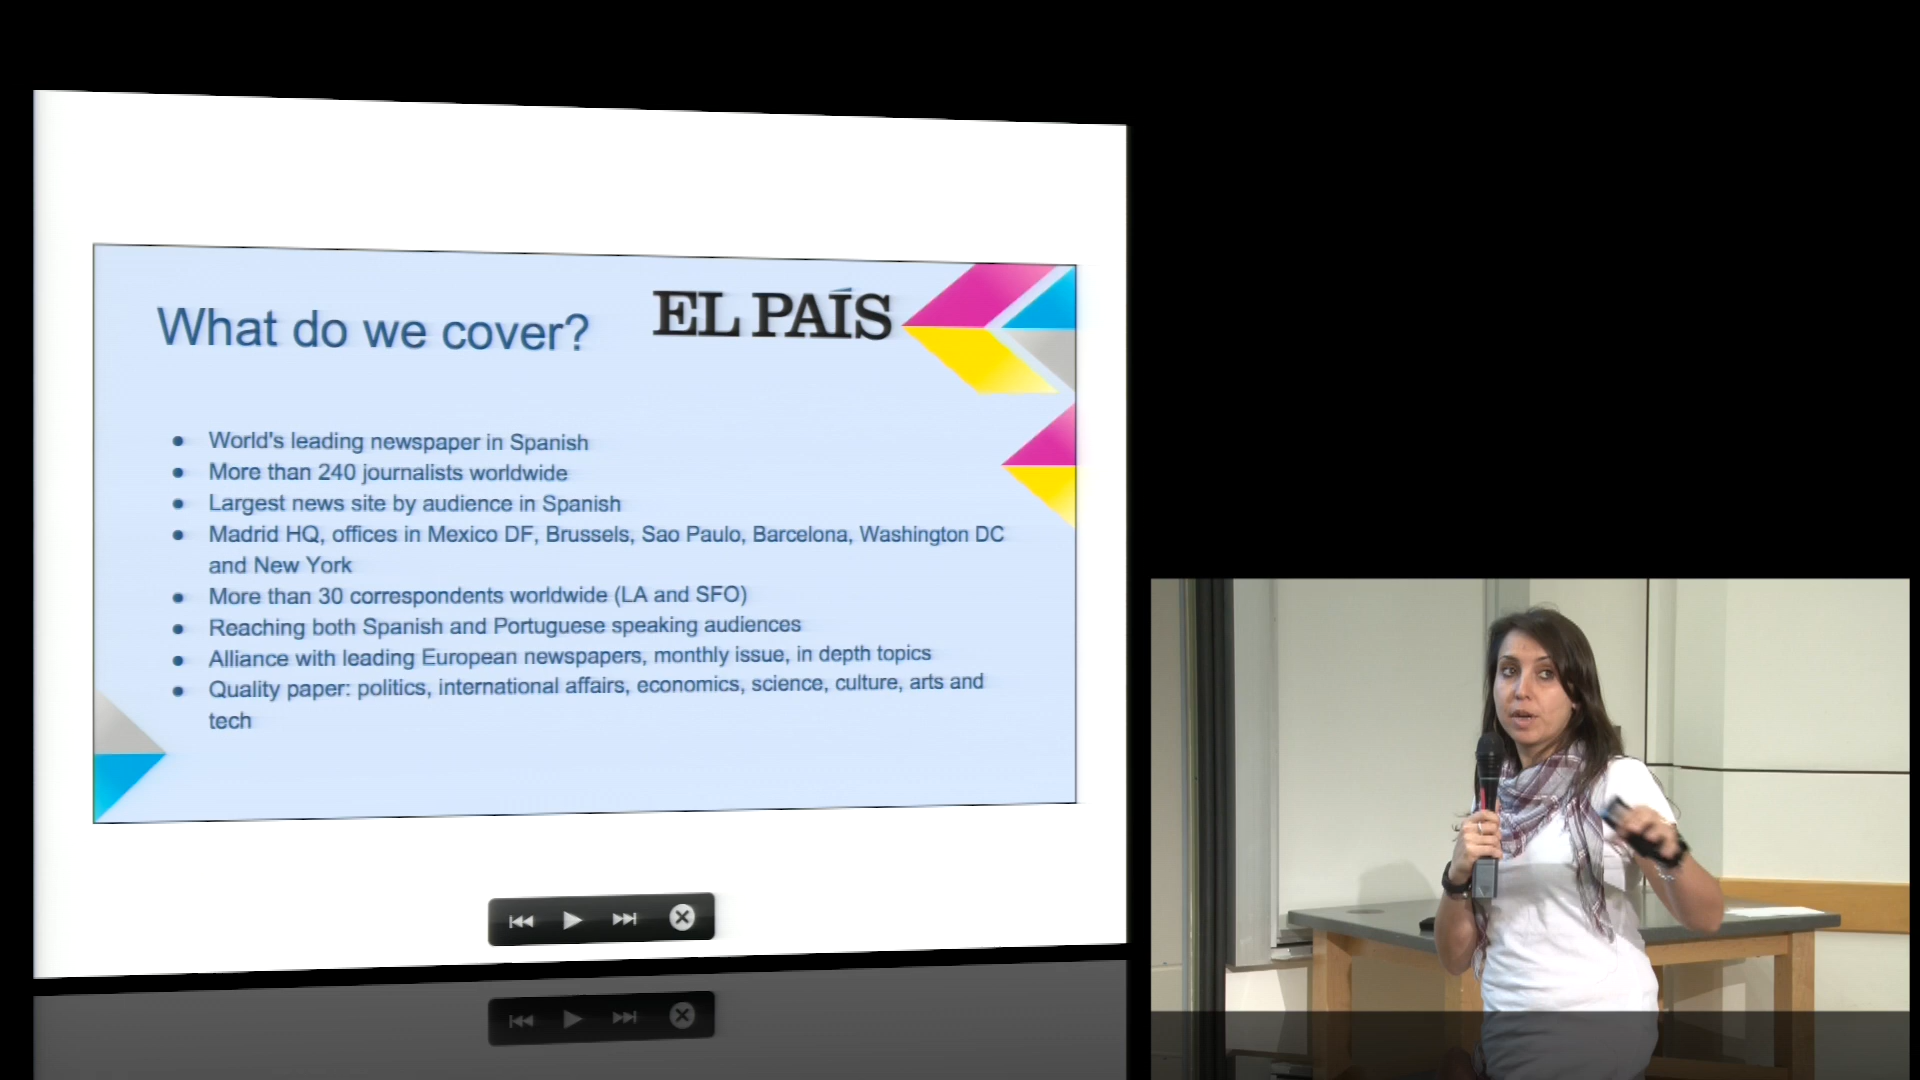 What do we cover?
EL PAÍS
● World's leading newspaper in Spanish
● More than 240 journalists worldwide
● Largest news site by audience in Spanish
● Madrid HQ, offices in Mexico DF, Brussels, Sao Paulo, Barcelona, Washington DC
and New York
● More than 30 correspondents worldwide (LA and SFO)
● Reaching both Spanish and Portuguese speaking audiences
● Alliance with leading European newspapers, monthly issue, in depth topics
● Quality paper: politics, international affairs, economics, science, culture, arts and
tech